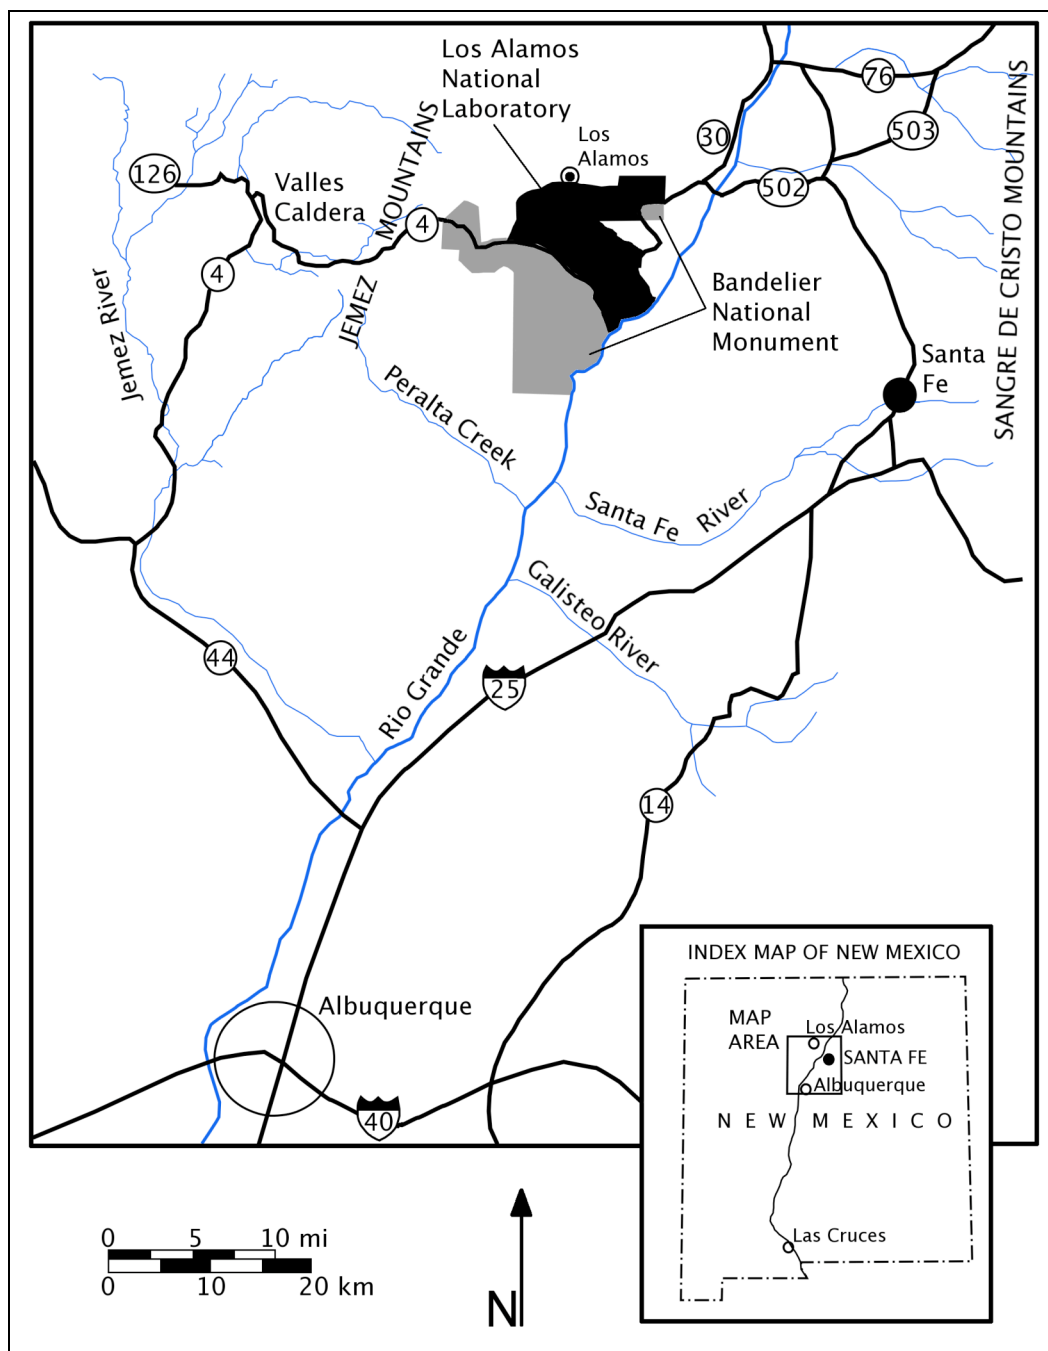 Los Alamos
National
Laboratory
Los
Alamos
76
30
503
126
502
Valles
Caldera
4
JEMEZ MOUNTAINS
SANGRE DE CRISTO MOUNTAINS
4
Jemez River
Bandelier
National
Monument
Santa
Fe
Peralta Creek
Santa Fe River
Galisteo River
44
Rio Grande
25
14
Albuquerque
40
INDEX MAP OF NEW MEXICO
MAP
AREA
Los Alamos
SANTA FE
Albuquerque
NEW MEXICO
Las Cruces
0 5 10 mi
0 10 20 km
N